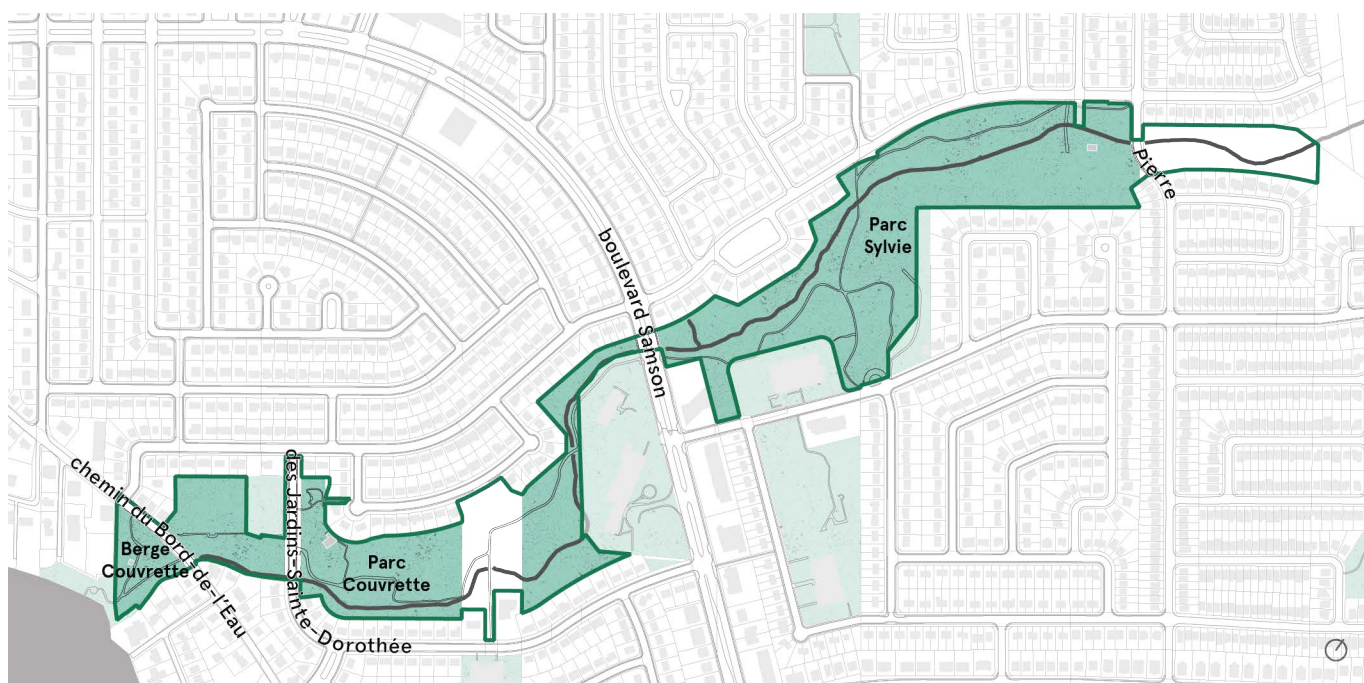 Pierre
Parc
Sylvie
boulevard Samson
chemin du Bord-de-l'Eau
des Jardins-Sainte-Dorothée
Berge
Couvrette
Parc
Couvrette